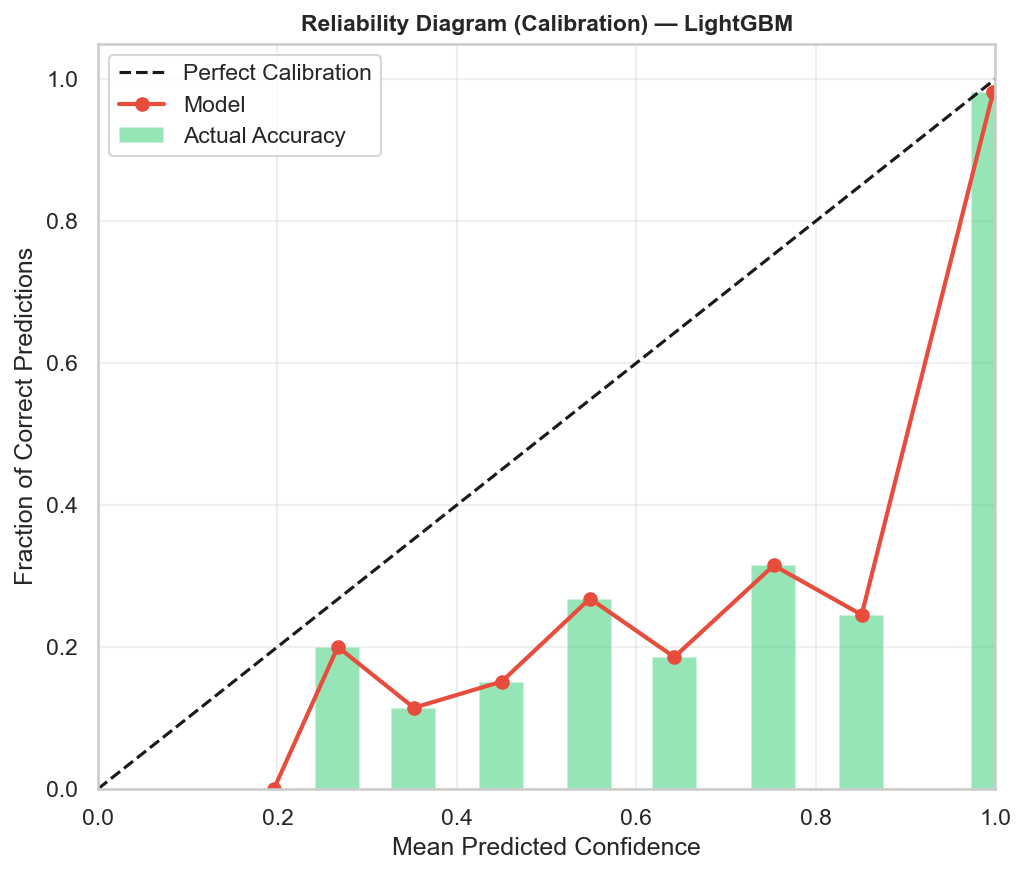 Reliability Diagram (Calibration) — LightGBM
Perfect Calibration
Model
Actual Accuracy
Fraction of Correct Predictions
1.0
0.8
0.6
0.4
0.2
0.0
0.0 0.2 0.4 0.6 0.8 1.0
Mean Predicted Confidence